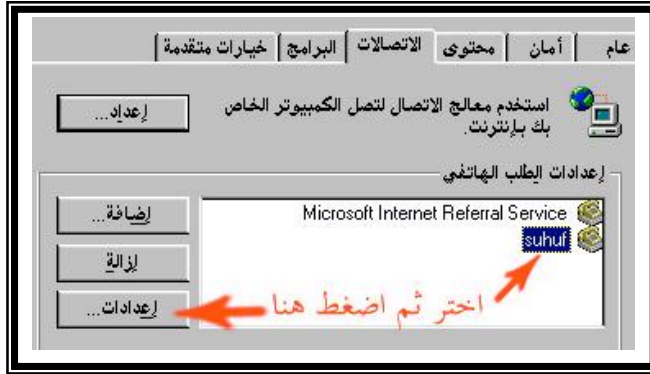 عام أمان محتوى الاتصالات البرامج خيارات متقدمة
استخدم معالج الاتصال لتصل الكمبيوتر الخاص
بك بإنترنت.
إعداد...
إعدادات الطلب الهاتفي
Microsoft Internet Referral Service
suhuf
إضافة...
إزالة
إعدادات...
اختر ثم اضغط هنا